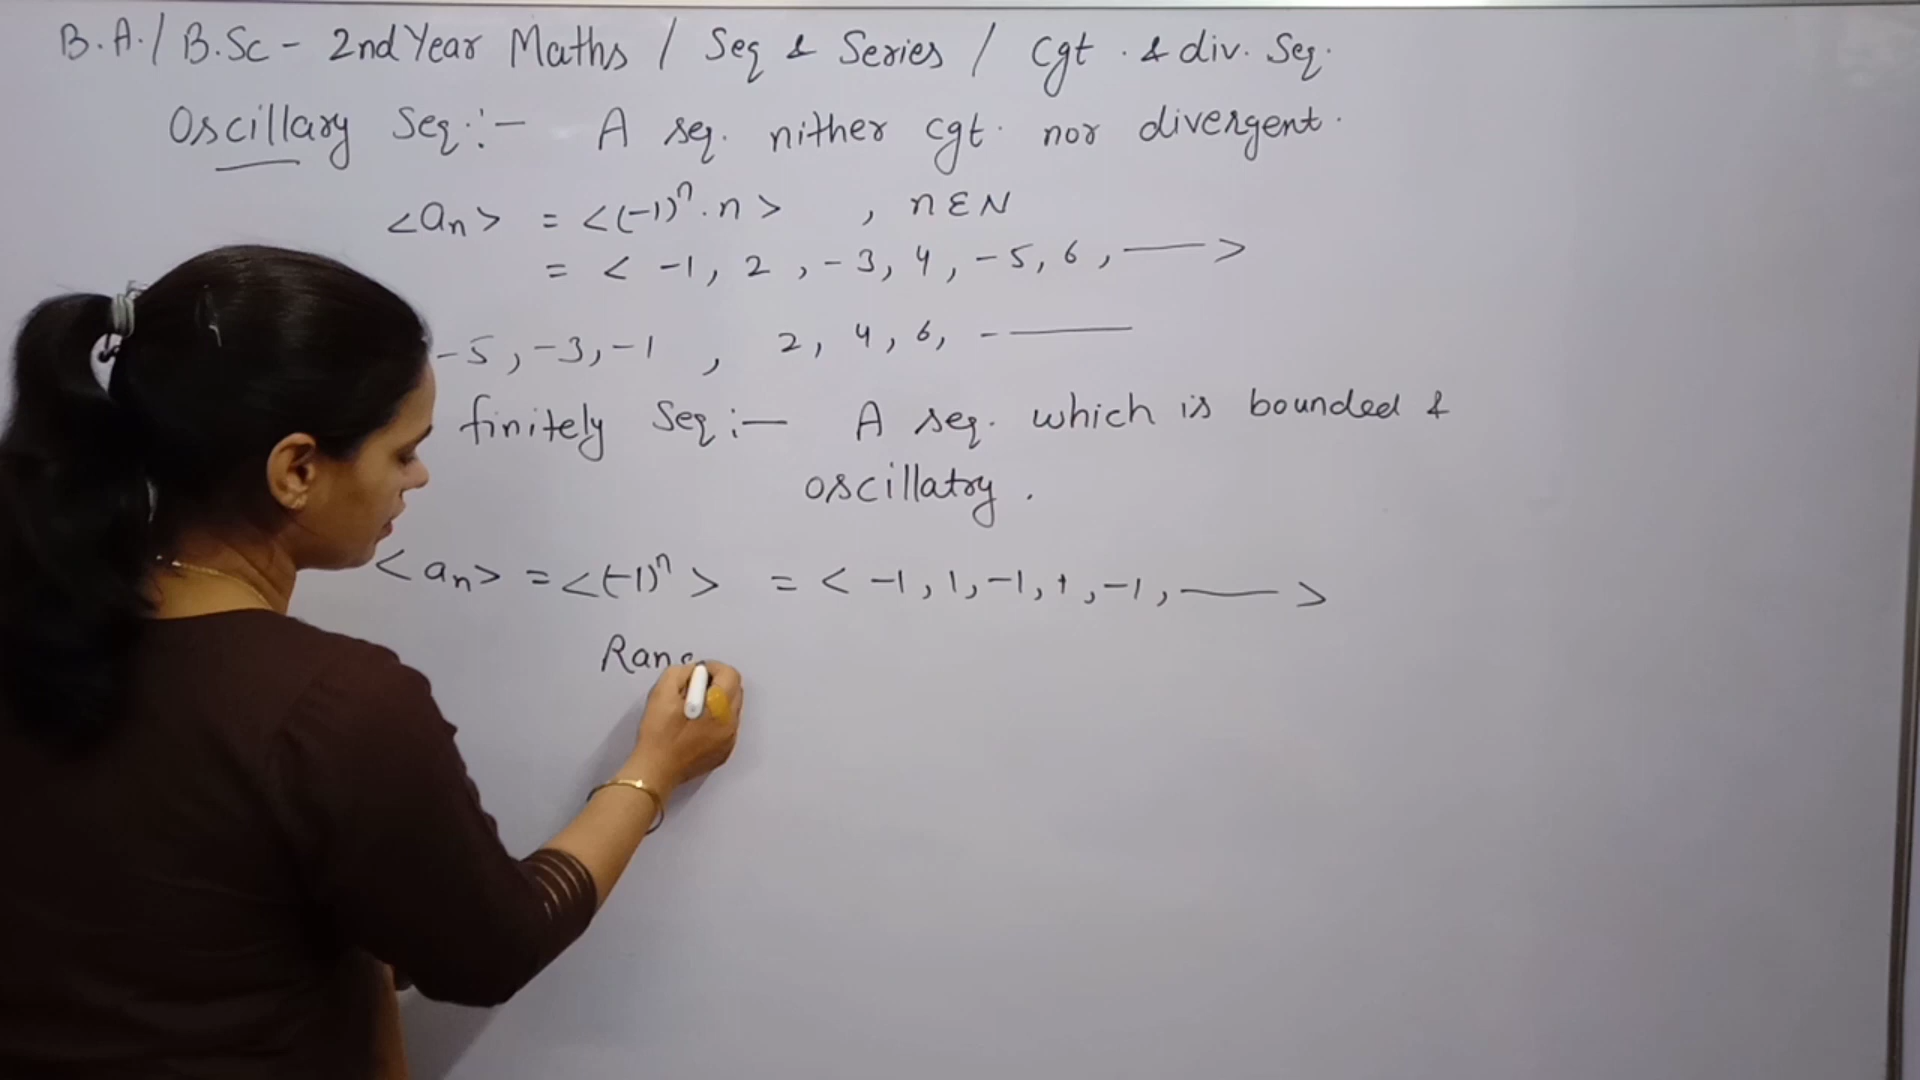 B.A./ B.Sc - 2nd Year Maths / Seq & Series / Cgt. & div. Seq.
Oscillary Seq:- A seq. nither cgt. nor divergent.
<an> = <(-1)ⁿ.n> , n ∈ N
= < -1, 2, -3, 4, -5, 6, —— >
-5, -3, -1 , 2, 4, 6, - ——
finitely Seq:- A seq. which is bounded &
oscillatry.
<an> = <(-1)ⁿ> = < -1, 1, -1, 1, -1, —— >
Rang